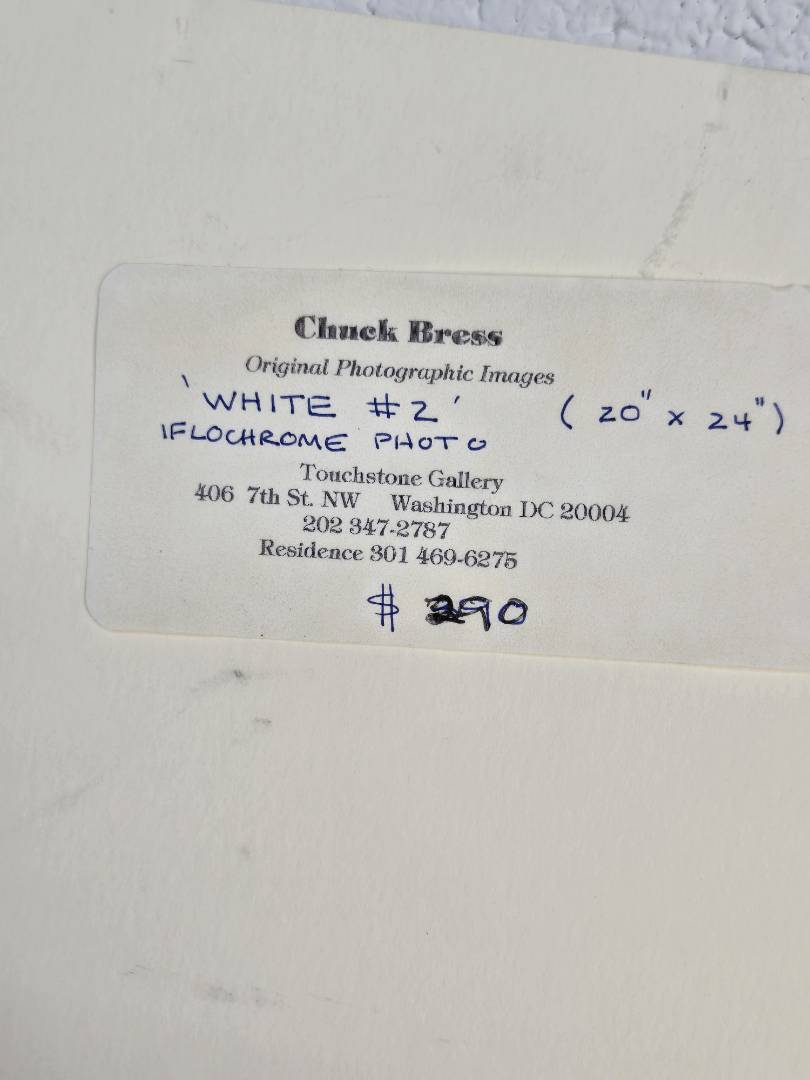 Chuck Bress
Original Photographic Images
'WHITE #2' (20" x 24")
IFLOCHROME PHOTO
Touchstone Gallery
406 7th St. NW Washington DC 20004
202 347-2787
Residence 301 469-6275
$ 290